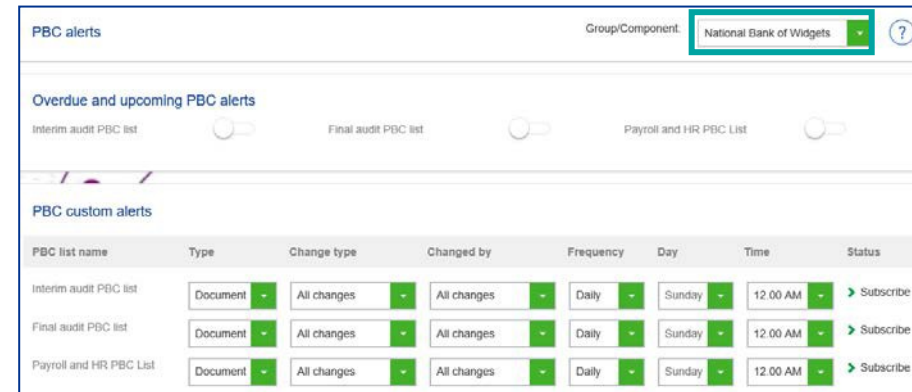 PBC alerts Group/Component: National Bank of Widgets ?
Overdue and upcoming PBC alerts
Interim audit PBC list Final audit PBC list Payroll and HR PBC List
PBC custom alerts
PBC list name Type Change type Changed by Frequency Day Time Status
Interim audit PBC list Document All changes All changes Daily Sunday 12.00 AM Subscribe
Final audit PBC list Document All changes All changes Daily Sunday 12.00 AM Subscribe
Payroll and HR PBC List Document All changes All changes Daily Sunday 12.00 AM Subscribe